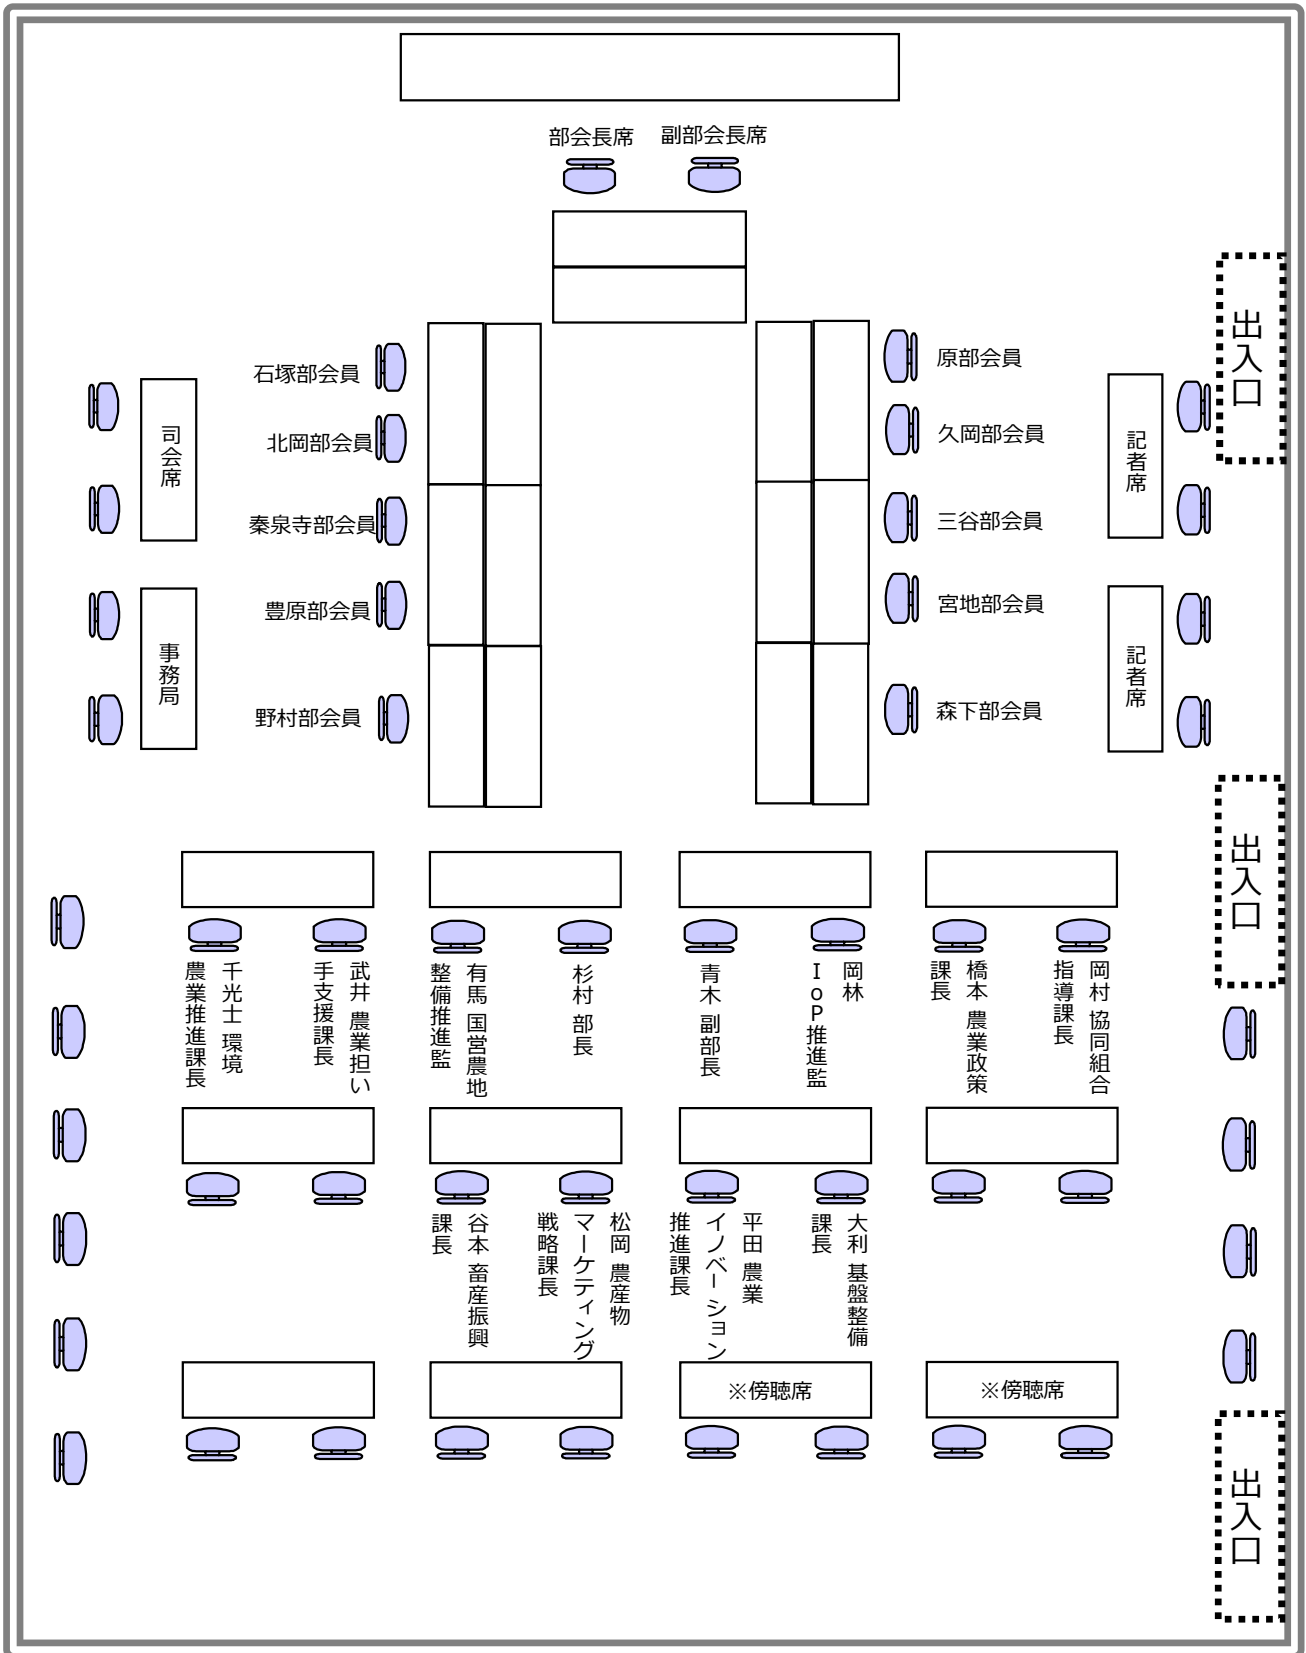 部会長席
副部会長席
石塚部会員
北岡部会員
秦泉寺部会員
豊原部会員
野村部会員
原部会員
久岡部会員
三谷部会員
宮地部会員
森下部会員
司会席
事務局
記者席
記者席
出入口
出入口
出入口
千光士 環境
農業推進課長
武井 農業担い
手支援課長
有馬 国営農地
整備推進監
杉村 部長
青木 副部長
岡林
IoP推進監
橋本 農業政策
課長
岡村 協同組合
指導課長
谷本 畜産振興
課長
松岡 農産物
マーケティング
戦略課長
平田 農業
イノベーション
推進課長
大利 基盤整備
課長
※傍聴席
※傍聴席